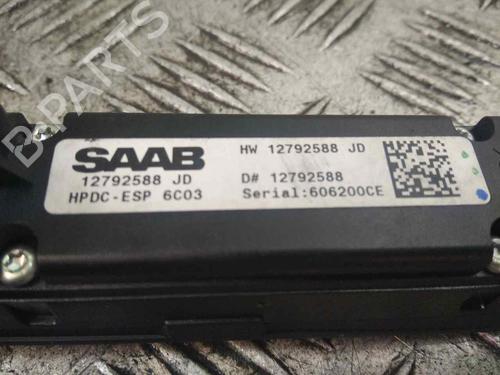 B-PARTS
SAAB
12792588 JD
HPDC-ESP 6C03
HW 12792588 JD
D# 12792588
Serial:606200CE